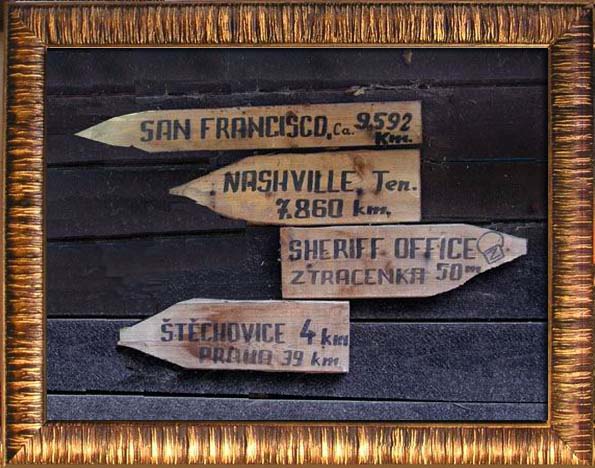 SAN FRANCISCO, Ca. 9,592 Km.
NASHVILLE, Ten.
7.860 km.
SHERIFF OFFICE
ZTRACENKA 50m
ŠTĚCHOVICE 4 km
PRAHA 39 km